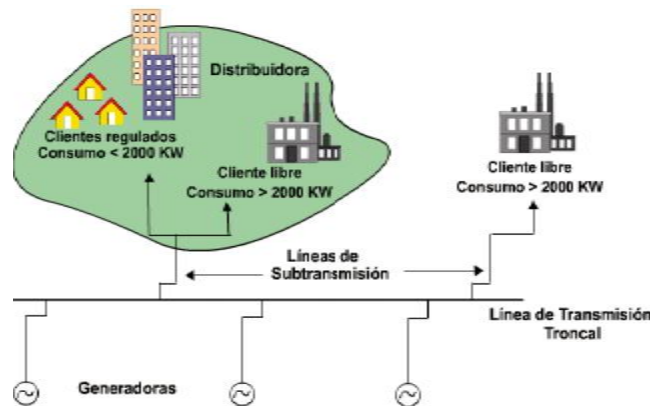 Distribuidora
Clientes regulados
Consumo < 2000 KW
Cliente libre
Consumo > 2000 KW
Cliente libre
Consumo > 2000 KW
Líneas de
Subtransmisión
Línea de Transmisión
Troncal
Generadoras